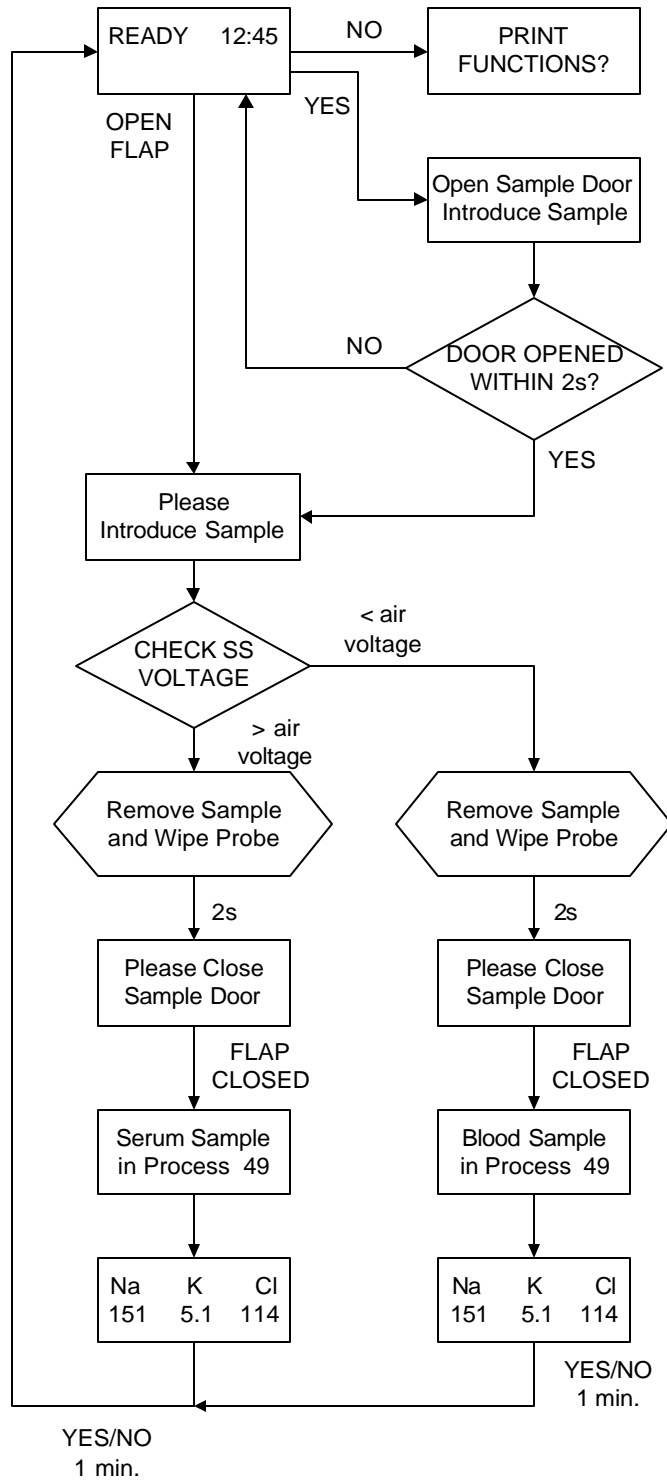 READY 12:45
NO
PRINT
FUNCTIONS?
YES
OPEN
FLAP
Open Sample Door
Introduce Sample
NO
DOOR OPENED
WITHIN 2s?
YES
Please
Introduce Sample
CHECK SS
VOLTAGE
< air
voltage
> air
voltage
Remove Sample
and Wipe Probe
Remove Sample
and Wipe Probe
2s
2s
Please Close
Sample Door
Please Close
Sample Door
FLAP
CLOSED
FLAP
CLOSED
Serum Sample
in Process 49
Blood Sample
in Process 49
Na K Cl
151 5.1 114
Na K Cl
151 5.1 114
YES/NO
1 min.
YES/NO
1 min.